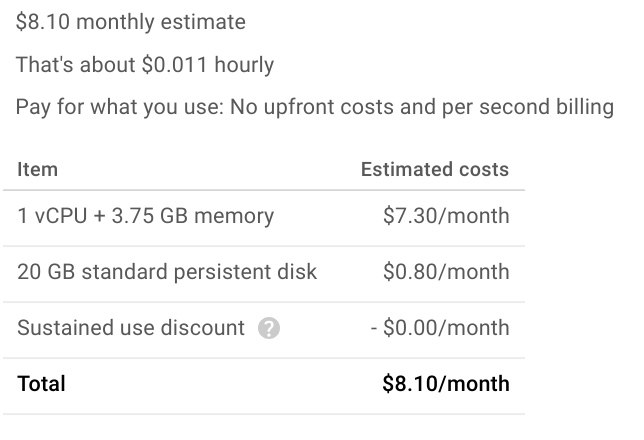 $8.10 monthly estimate
That's about $0.011 hourly
Pay for what you use: No upfront costs and per second billing
Item Estimated costs
1 vCPU + 3.75 GB memory $7.30/month
20 GB standard persistent disk $0.80/month
Sustained use discount ? - $0.00/month
Total $8.10/month